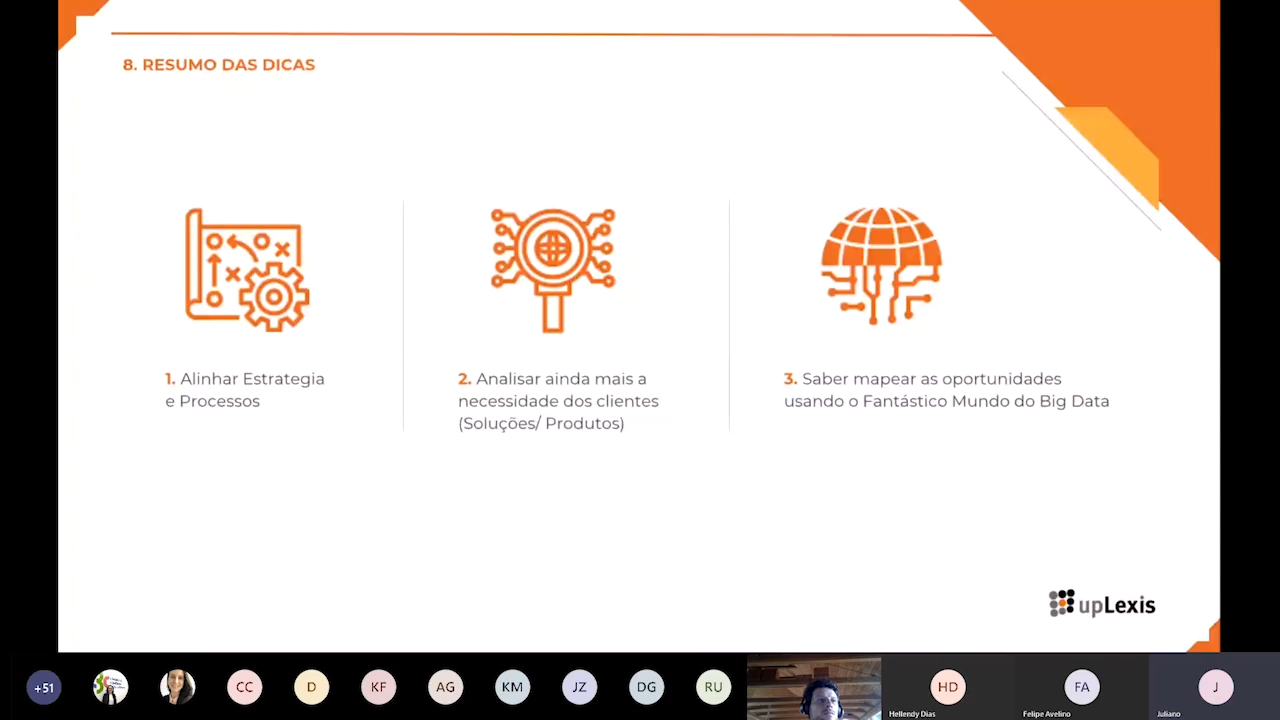 8. RESUMO DAS DICAS
1. Alinhar Estrategia
e Processos
2. Analisar ainda mais a
necessidade dos clientes
(Soluções/ Produtos)
3. Saber mapear as oportunidades
usando o Fantástico Mundo do Big Data
upLexis
+51
CC
D
KF
AG
KM
JZ
DG
RU
HD
FA
J
Hellendy Dias
Felipe Avelino
Juliano